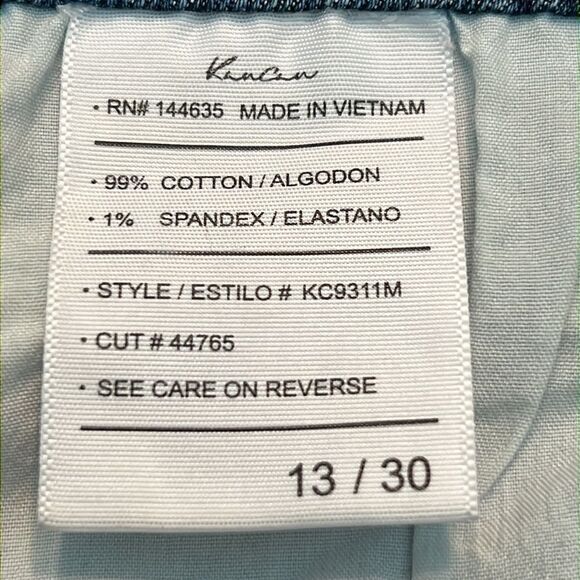 KanCan
• RN# 144635 MADE IN VIETNAM
• 99% COTTON / ALGODON
• 1% SPANDEX / ELASTANO
• STYLE / ESTILO # KC9311M
• CUT # 44765
• SEE CARE ON REVERSE
13 / 30